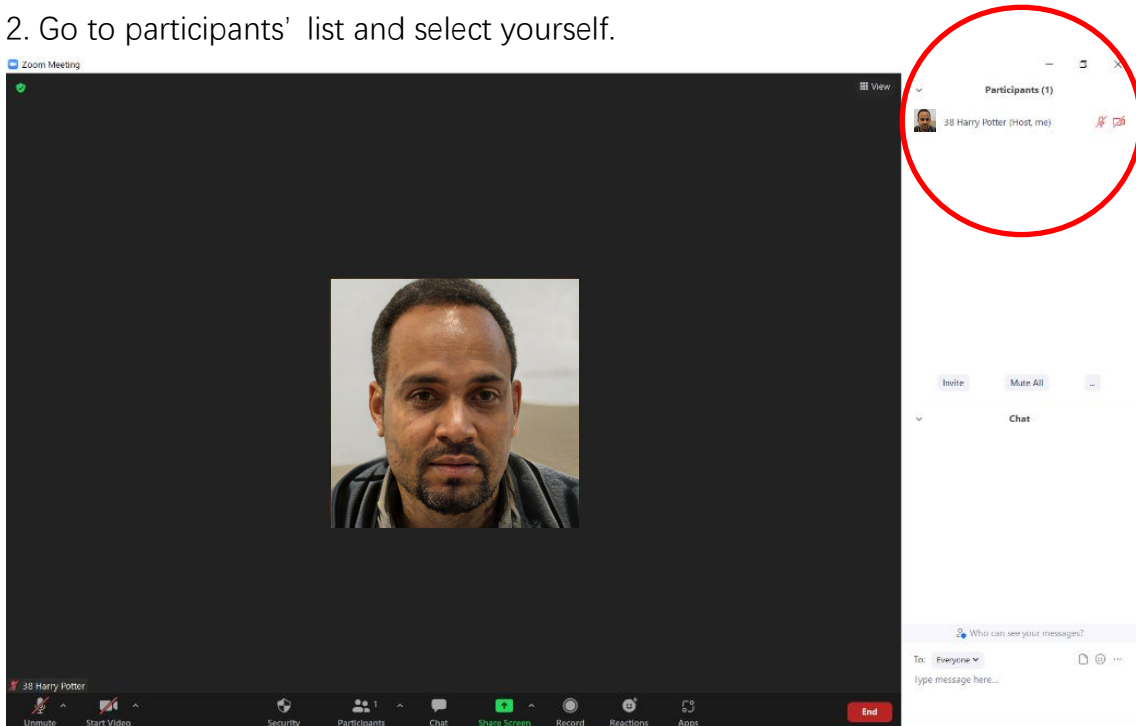 2. Go to participants’ list and select yourself.
Zoom Meeting
View
Participants (1)
38 Harry Potter (Host, me)
Invite
Mute All
...
Chat
Who can see your messages?
To: Everyone
Type message here...
38 Harry Potter
1
Unmute
Start Video
Security
Participants
Chat
Share Screen
Record
Reactions
Apps
End